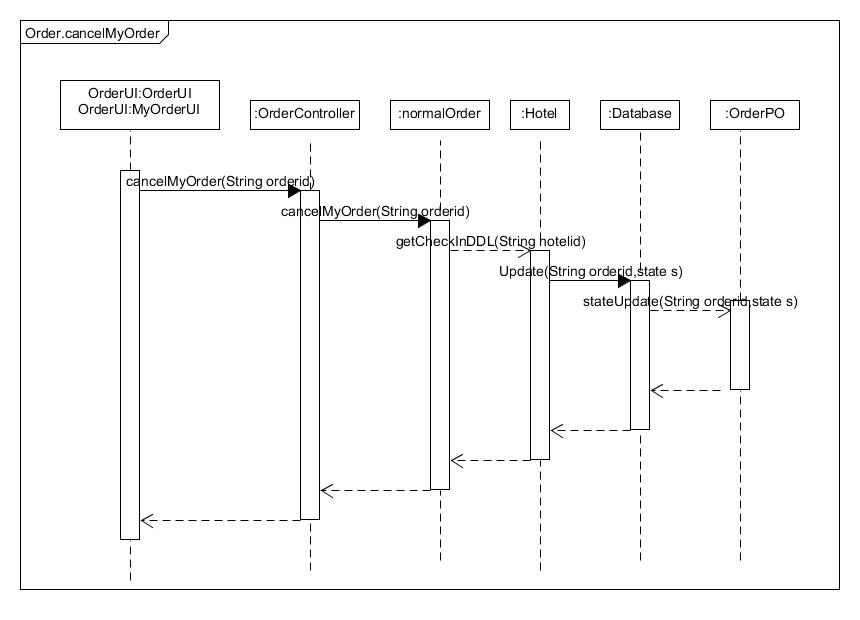 Order.cancelMyOrder
OrderUI:OrderUI
OrderUI:MyOrderUI
:OrderController
:normalOrder
:Hotel
:Database
:OrderPO
cancelMyOrder(String orderid)
cancelMyOrder(String orderid)
getCheckInDDL(String hotelid)
Update(String orderid,state s)
stateUpdate(String orderid,state s)